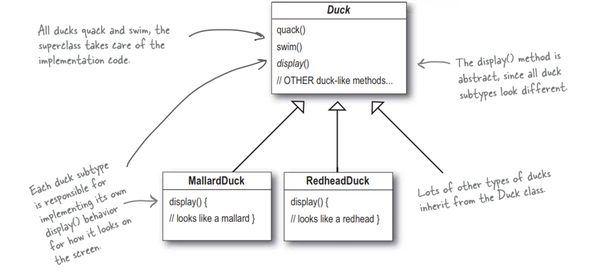 All ducks quack and swim, the
superclass takes care of the
implementation code.
Duck
quack()
swim()
display()
// OTHER duck-like methods...
The display() method is
abstract, since all duck
subtypes look different.
Each duck subtype
is responsible for
implementing its own
display() behavior
for how it looks on
the screen.
MallardDuck
display() {
// looks like a mallard }
RedheadDuck
display() {
// looks like a redhead }
Lots of other types of ducks
inherit from the Duck class.